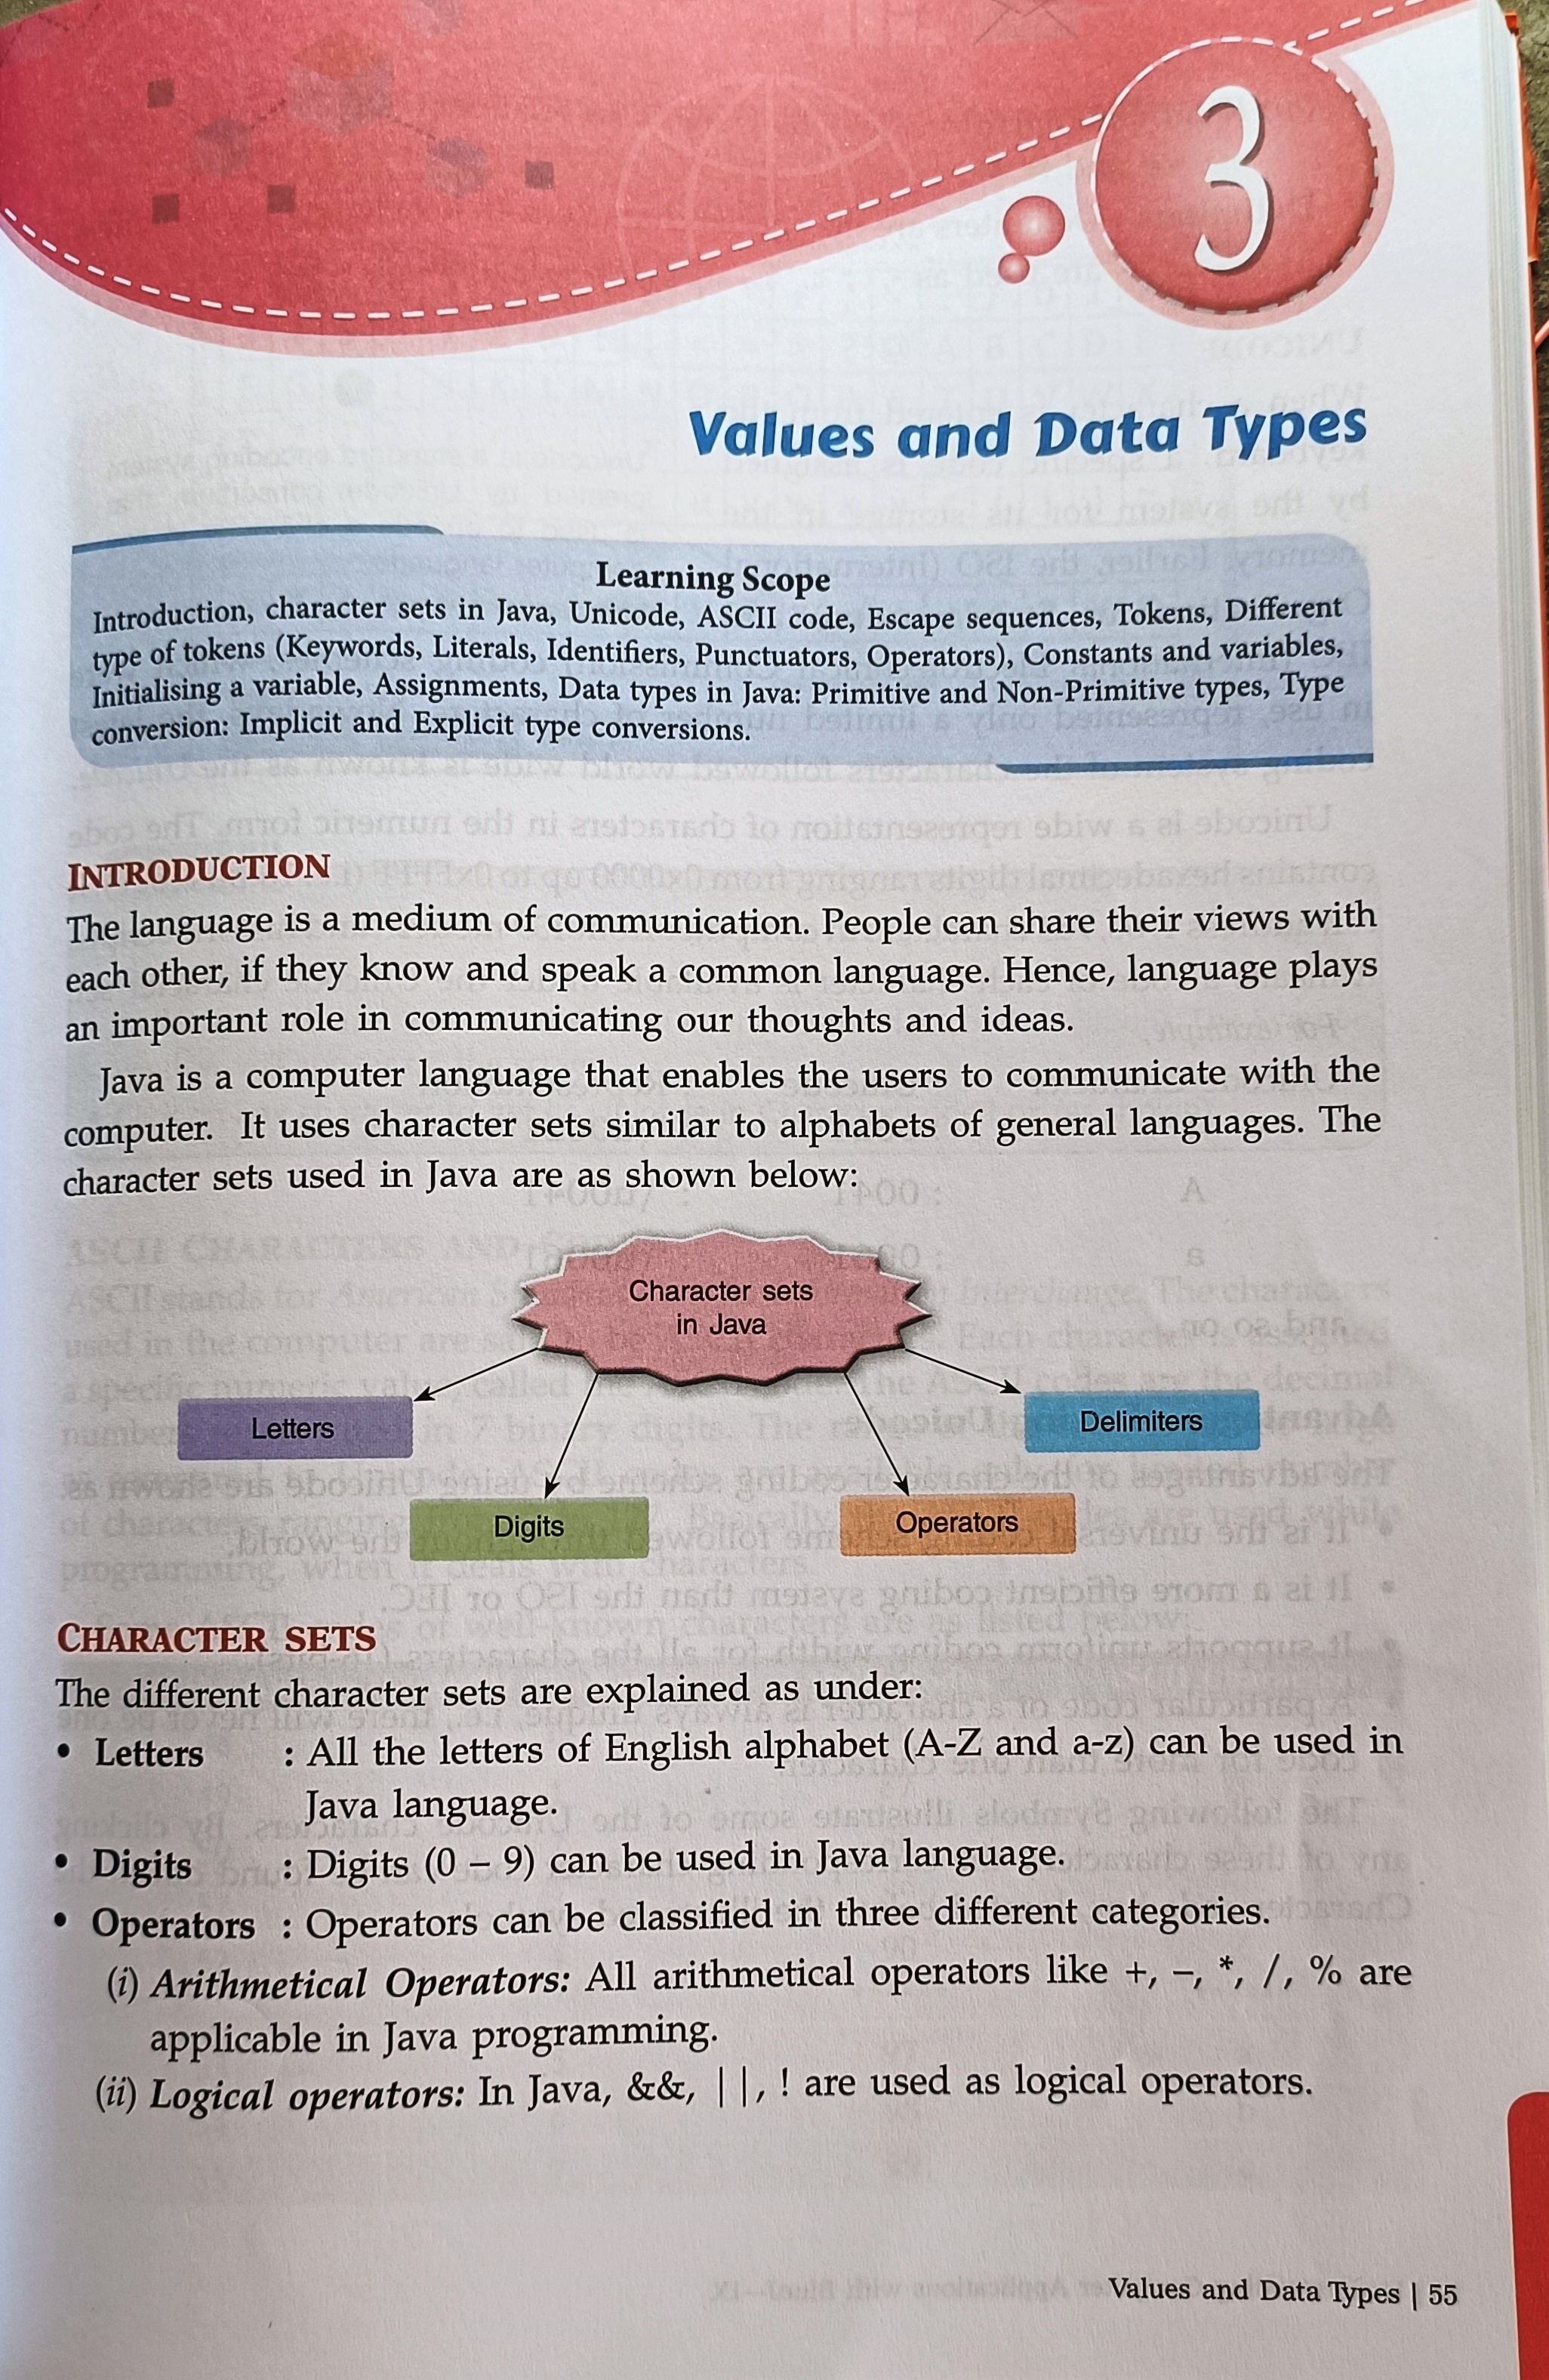 3
Values and Data Types
Learning Scope
Introduction, character sets in Java, Unicode, ASCII code, Escape sequences, Tokens, Different
type of tokens (Keywords, Literals, Identifiers, Punctuators, Operators), Constants and variables,
Initialising a variable, Assignments, Data types in Java: Primitive and Non-Primitive types, Type
conversion: Implicit and Explicit type conversions.
INTRODUCTION
The language is a medium of communication. People can share their views with
each other, if they know and speak a common language. Hence, language plays
an important role in communicating our thoughts and ideas.
Java is a computer language that enables the users to communicate with the
computer. It uses character sets similar to alphabets of general languages. The
character sets used in Java are as shown below:
Character sets
in Java
Letters
Delimiters
Digits
Operators
CHARACTER SETS
The different character sets are explained as under:
• Letters : All the letters of English alphabet (A-Z and a-z) can be used in
Java language.
• Digits : Digits (0 – 9) can be used in Java language.
• Operators : Operators can be classified in three different categories.
(i) Arithmetical Operators: All arithmetical operators like +, –, *, /, % are
applicable in Java programming.
(ii) Logical operators: In Java, &&, ||, ! are used as logical operators.
Values and Data Types | 55